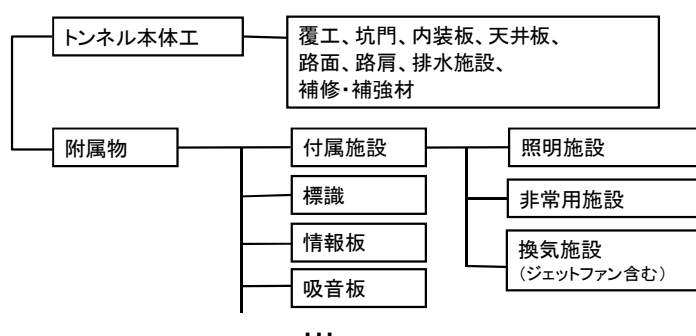 トンネル本体工
覆工、坑門、内装板、天井板、
路面、路肩、排水施設、
補修・補強材
附属物
付属施設
照明施設
標識
非常用施設
情報板
換気施設
（ジェットファン含む）
吸音板
…